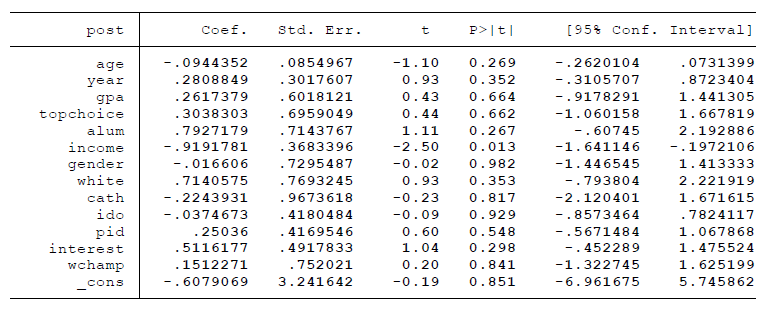 post Coef. Std. Err. t P>|t| [95% Conf. Interval]
age -.0944352 .0854967 -1.10 0.269 -.2620104 .0731399
year .2808849 .3017607 0.93 0.352 -.3105707 .8723404
gpa .2617379 .6018121 0.43 0.664 -.9178291 1.441305
topchoice .3038303 .6959049 0.44 0.662 -1.060158 1.667819
alum .7927179 .7143767 1.11 0.267 -.60745 2.192886
income -.9191781 .3683396 -2.50 0.013 -1.641146 -.1972106
gender -.016606 .7295487 -0.02 0.982 -1.446545 1.413333
white .7140575 .7693245 0.93 0.353 -.793804 2.221919
cath -.2243931 .9673618 -0.23 0.817 -2.120401 1.671615
ido -.0374673 .4180484 -0.09 0.929 -.8573464 .7824117
pid .25036 .4169546 0.60 0.548 -.5671484 1.067868
interest .5116177 .4917833 1.04 0.298 -.452289 1.475524
wchamp .1512271 .752021 0.20 0.841 -1.322745 1.625199
_cons -.6079069 3.241642 -0.19 0.851 -6.961675 5.745862